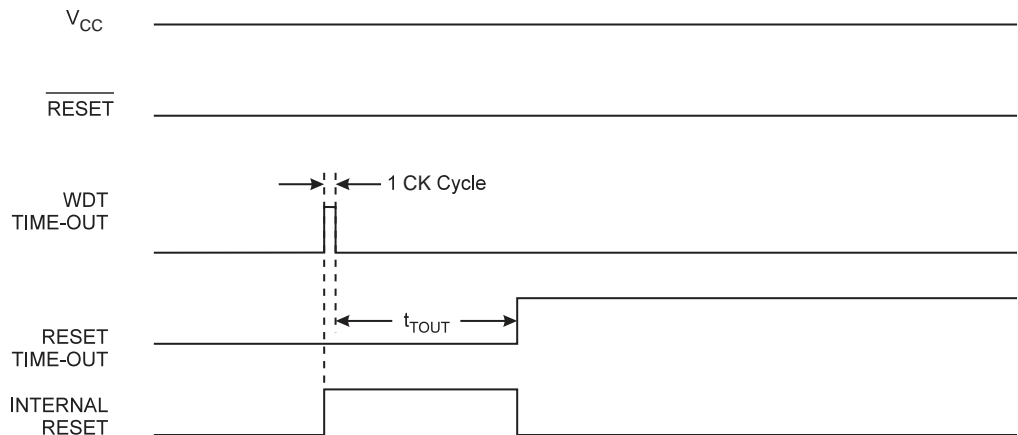 VCC
RESET
1 CK Cycle
WDT
TIME-OUT
tTOUT
RESET
TIME-OUT
INTERNAL
RESET